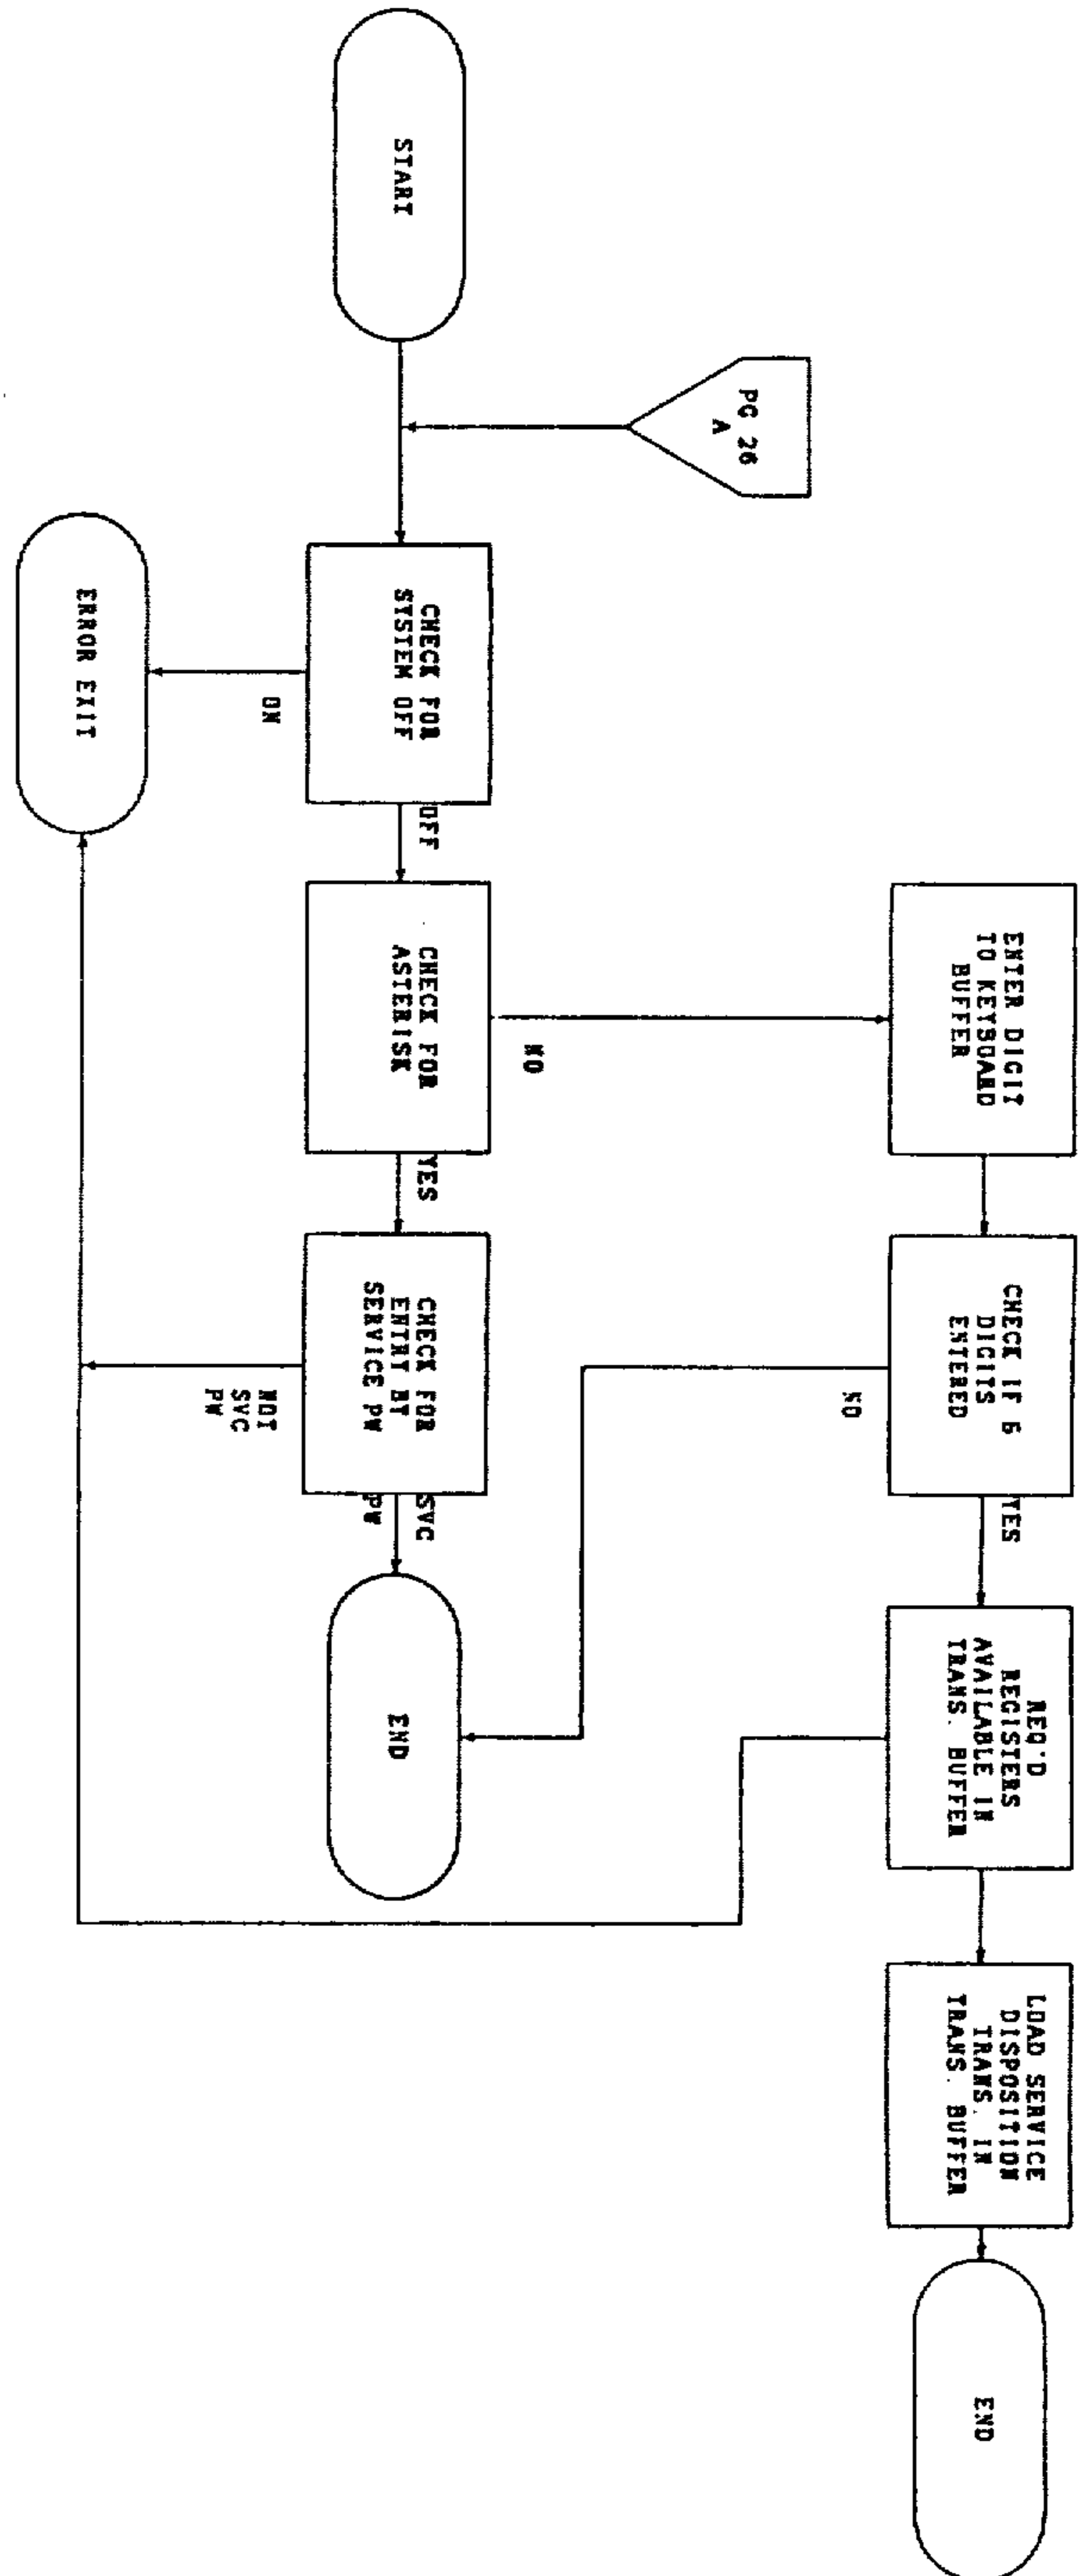 START
PG 26
A
CHECK FOR
SYSTEM OFF
ON
ERROR EXIT
OFF
CHECK FOR
ASTERISK
NO
ENTER DIGIT
TO KEYBOARD
BUFFER
CHECK IF 6
DIGITS
ENTERED
NO
YES
REQ'D
REGISTERS
AVAILABLE IN
TRANS. BUFFER
LOAD SERVICE
DISPOSITION
TRANS. IN
TRANS. BUFFER
END
YES
CHECK FOR
ENTRY BY
SERVICE PW
NOT
SVC
PW
SVC
PW
END